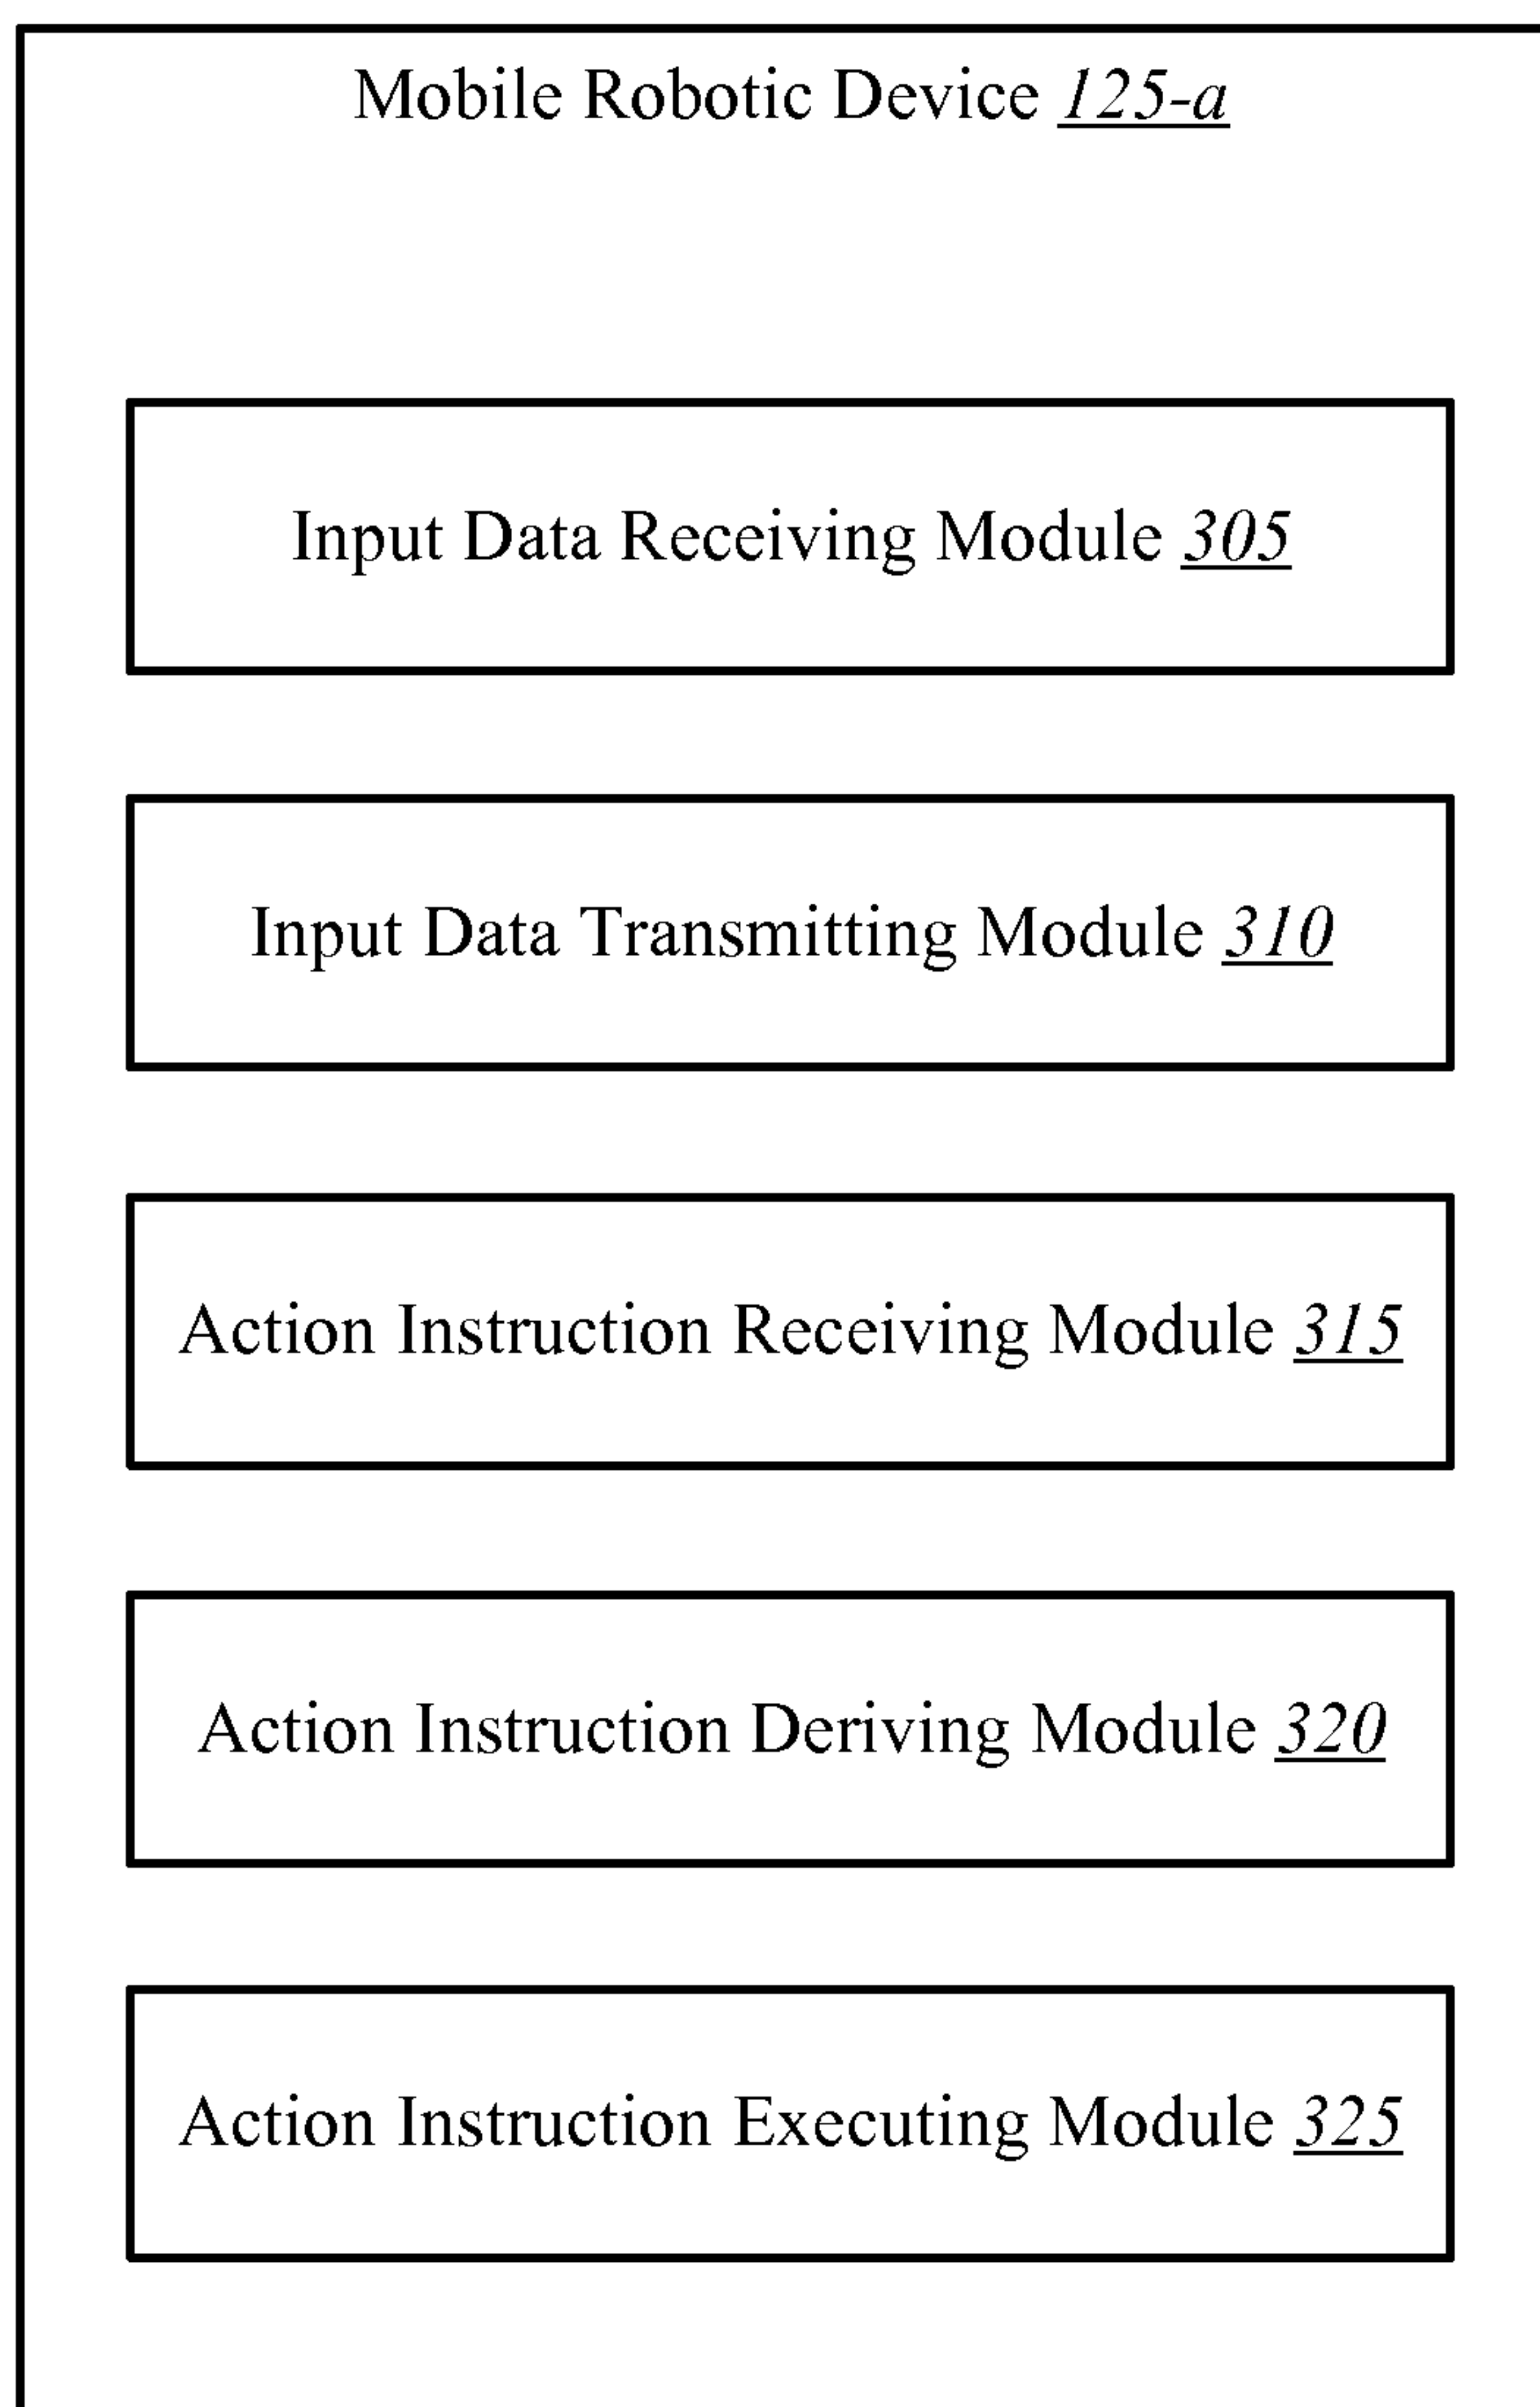 Mobile Robotic Device 125-a
Input Data Receiving Module 305
Input Data Transmitting Module 310
Action Instruction Receiving Module 315
Action Instruction Deriving Module 320
Action Instruction Executing Module 325